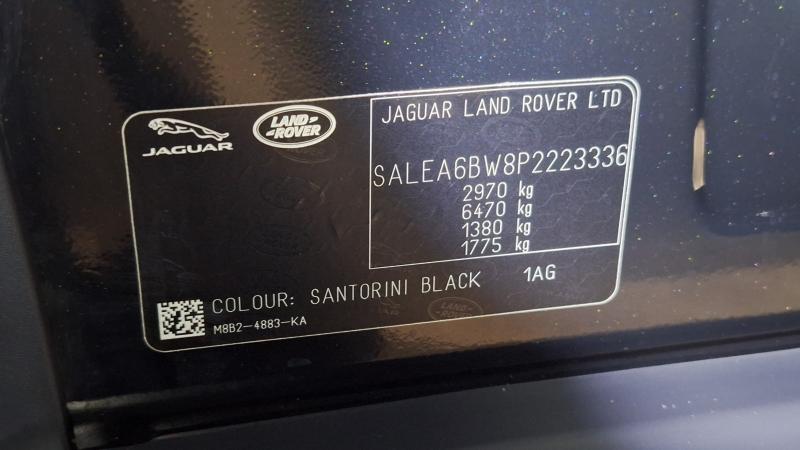 JAGUAR
LAND
ROVER
JAGUAR LAND ROVER LTD
SALEA6BW8P2223336
2970 kg
6470 kg
1380 kg
1775 kg
COLOUR: SANTORINI BLACK 1AG
M8B2-4883-KA